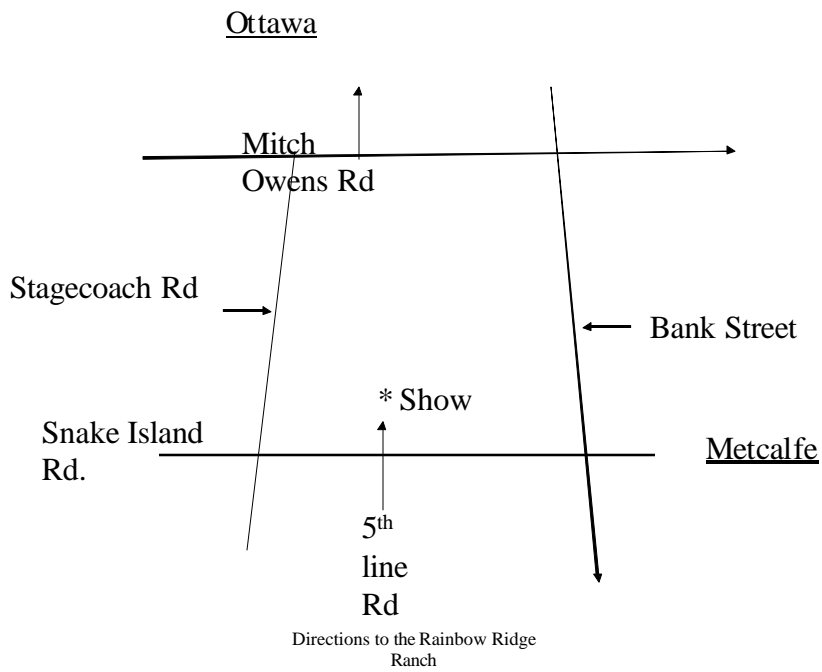 Ottawa
Mitch
Owens Rd
Stagecoach Rd
Bank Street
* Show
Snake Island
Rd.
Metcalfe
5th
line
Rd
Directions to the Rainbow Ridge
Ranch